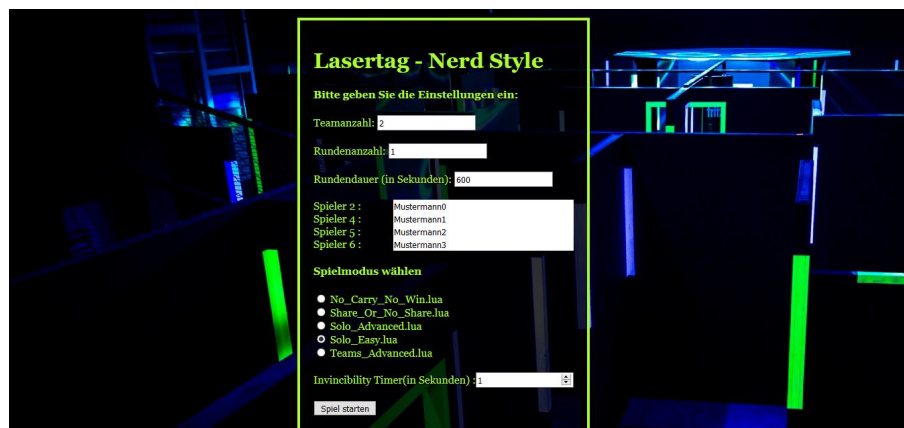 Lasertag - Nerd Style
Bitte geben Sie die Einstellungen ein:
Teamanzahl: 2
Rundenanzahl: 1
Rundendauer (in Sekunden): 600
Spieler 2 : Mustermann0
Spieler 4 : Mustermann1
Spieler 5 : Mustermann2
Spieler 6 : Mustermann3
Spielmodus wählen
No_Carry_No_Win.lua
Share_Or_No_Share.lua
Solo_Advanced.lua
Solo_Easy.lua
Teams_Advanced.lua
Invincibility Timer(in Sekunden) : 1
Spiel starten